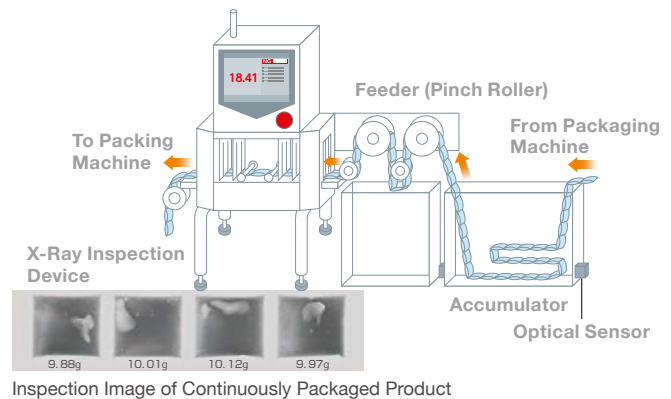 NG
18.41
Feeder (Pinch Roller)
To Packing
Machine
From Packaging
Machine
X-Ray Inspection
Device
Accumulator
Optical Sensor
9.88g
10.01g
10.12g
9.97g
Inspection Image of Continuously Packaged Product